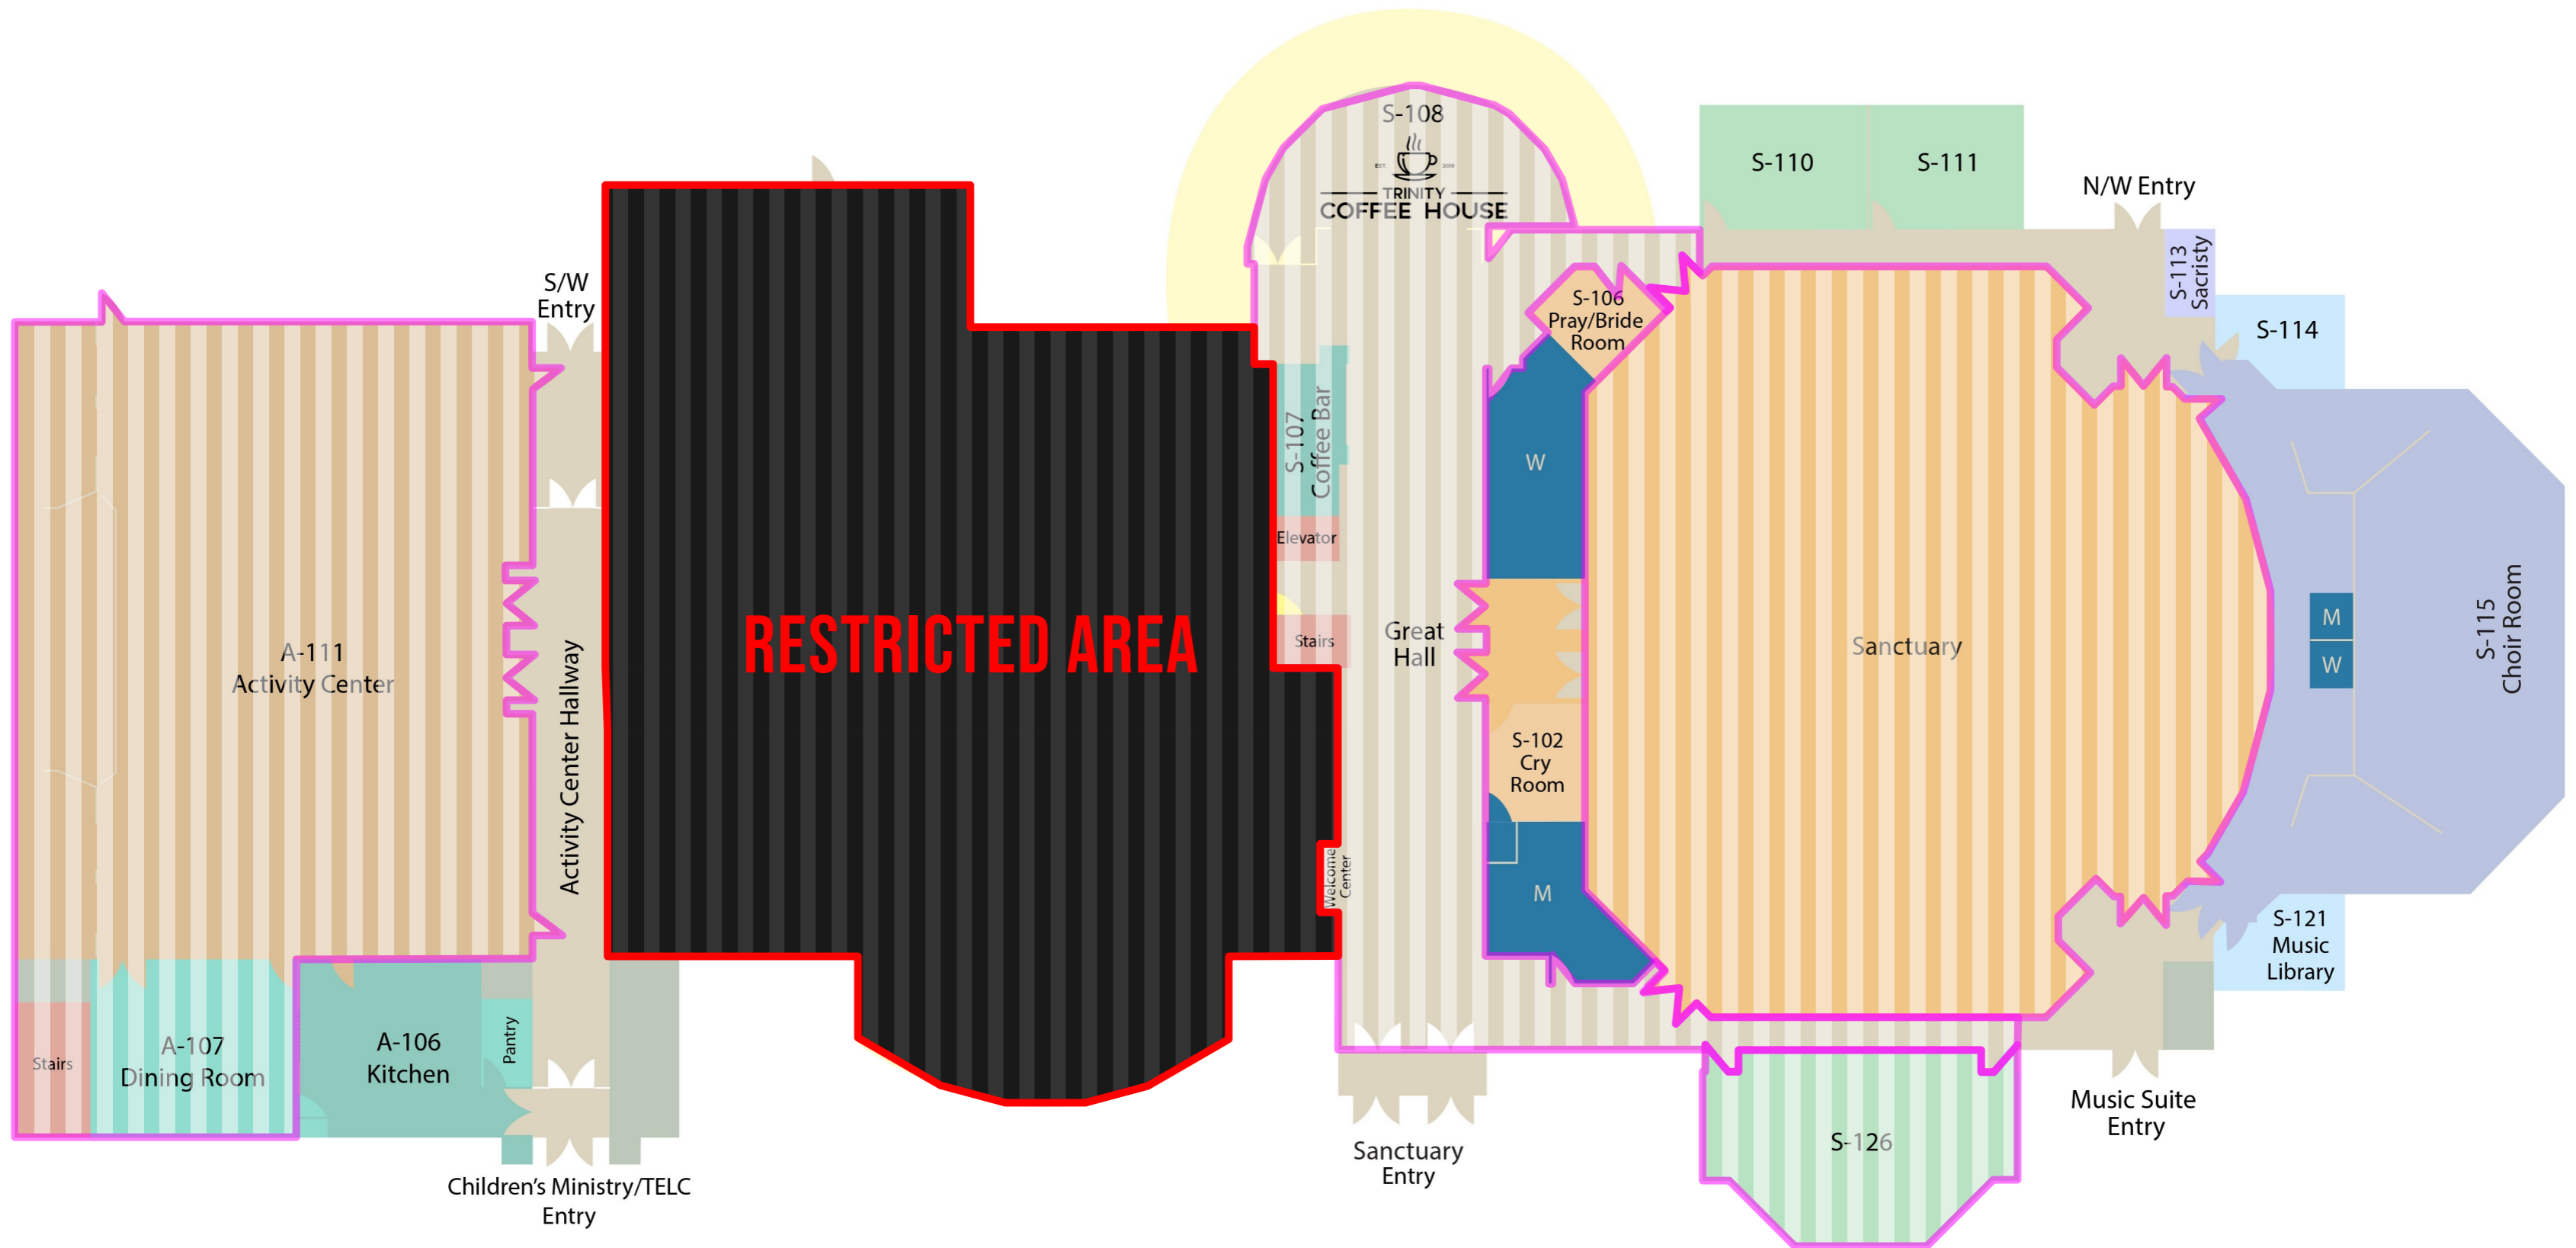 S-108
EST.
2019
TRINITY
COFFEE HOUSE
S-110
S-111
N/W Entry
S-113
Sacristy
S-114
S/W
Entry
S-106
Pray/Bride
Room
S-107
Coffee Bar
W
Elevator
Stairs
Great
Hall
RESTRICTED AREA
A-111
Activity Center
Activity Center Hallway
Sanctuary
M
W
S-115
Choir Room
S-102
Cry
Room
Welcome
Center
M
S-121
Music
Library
Stairs
A-107
Dining Room
A-106
Kitchen
Pantry
Music Suite
Entry
Sanctuary
Entry
S-126
Children's Ministry/TELC
Entry